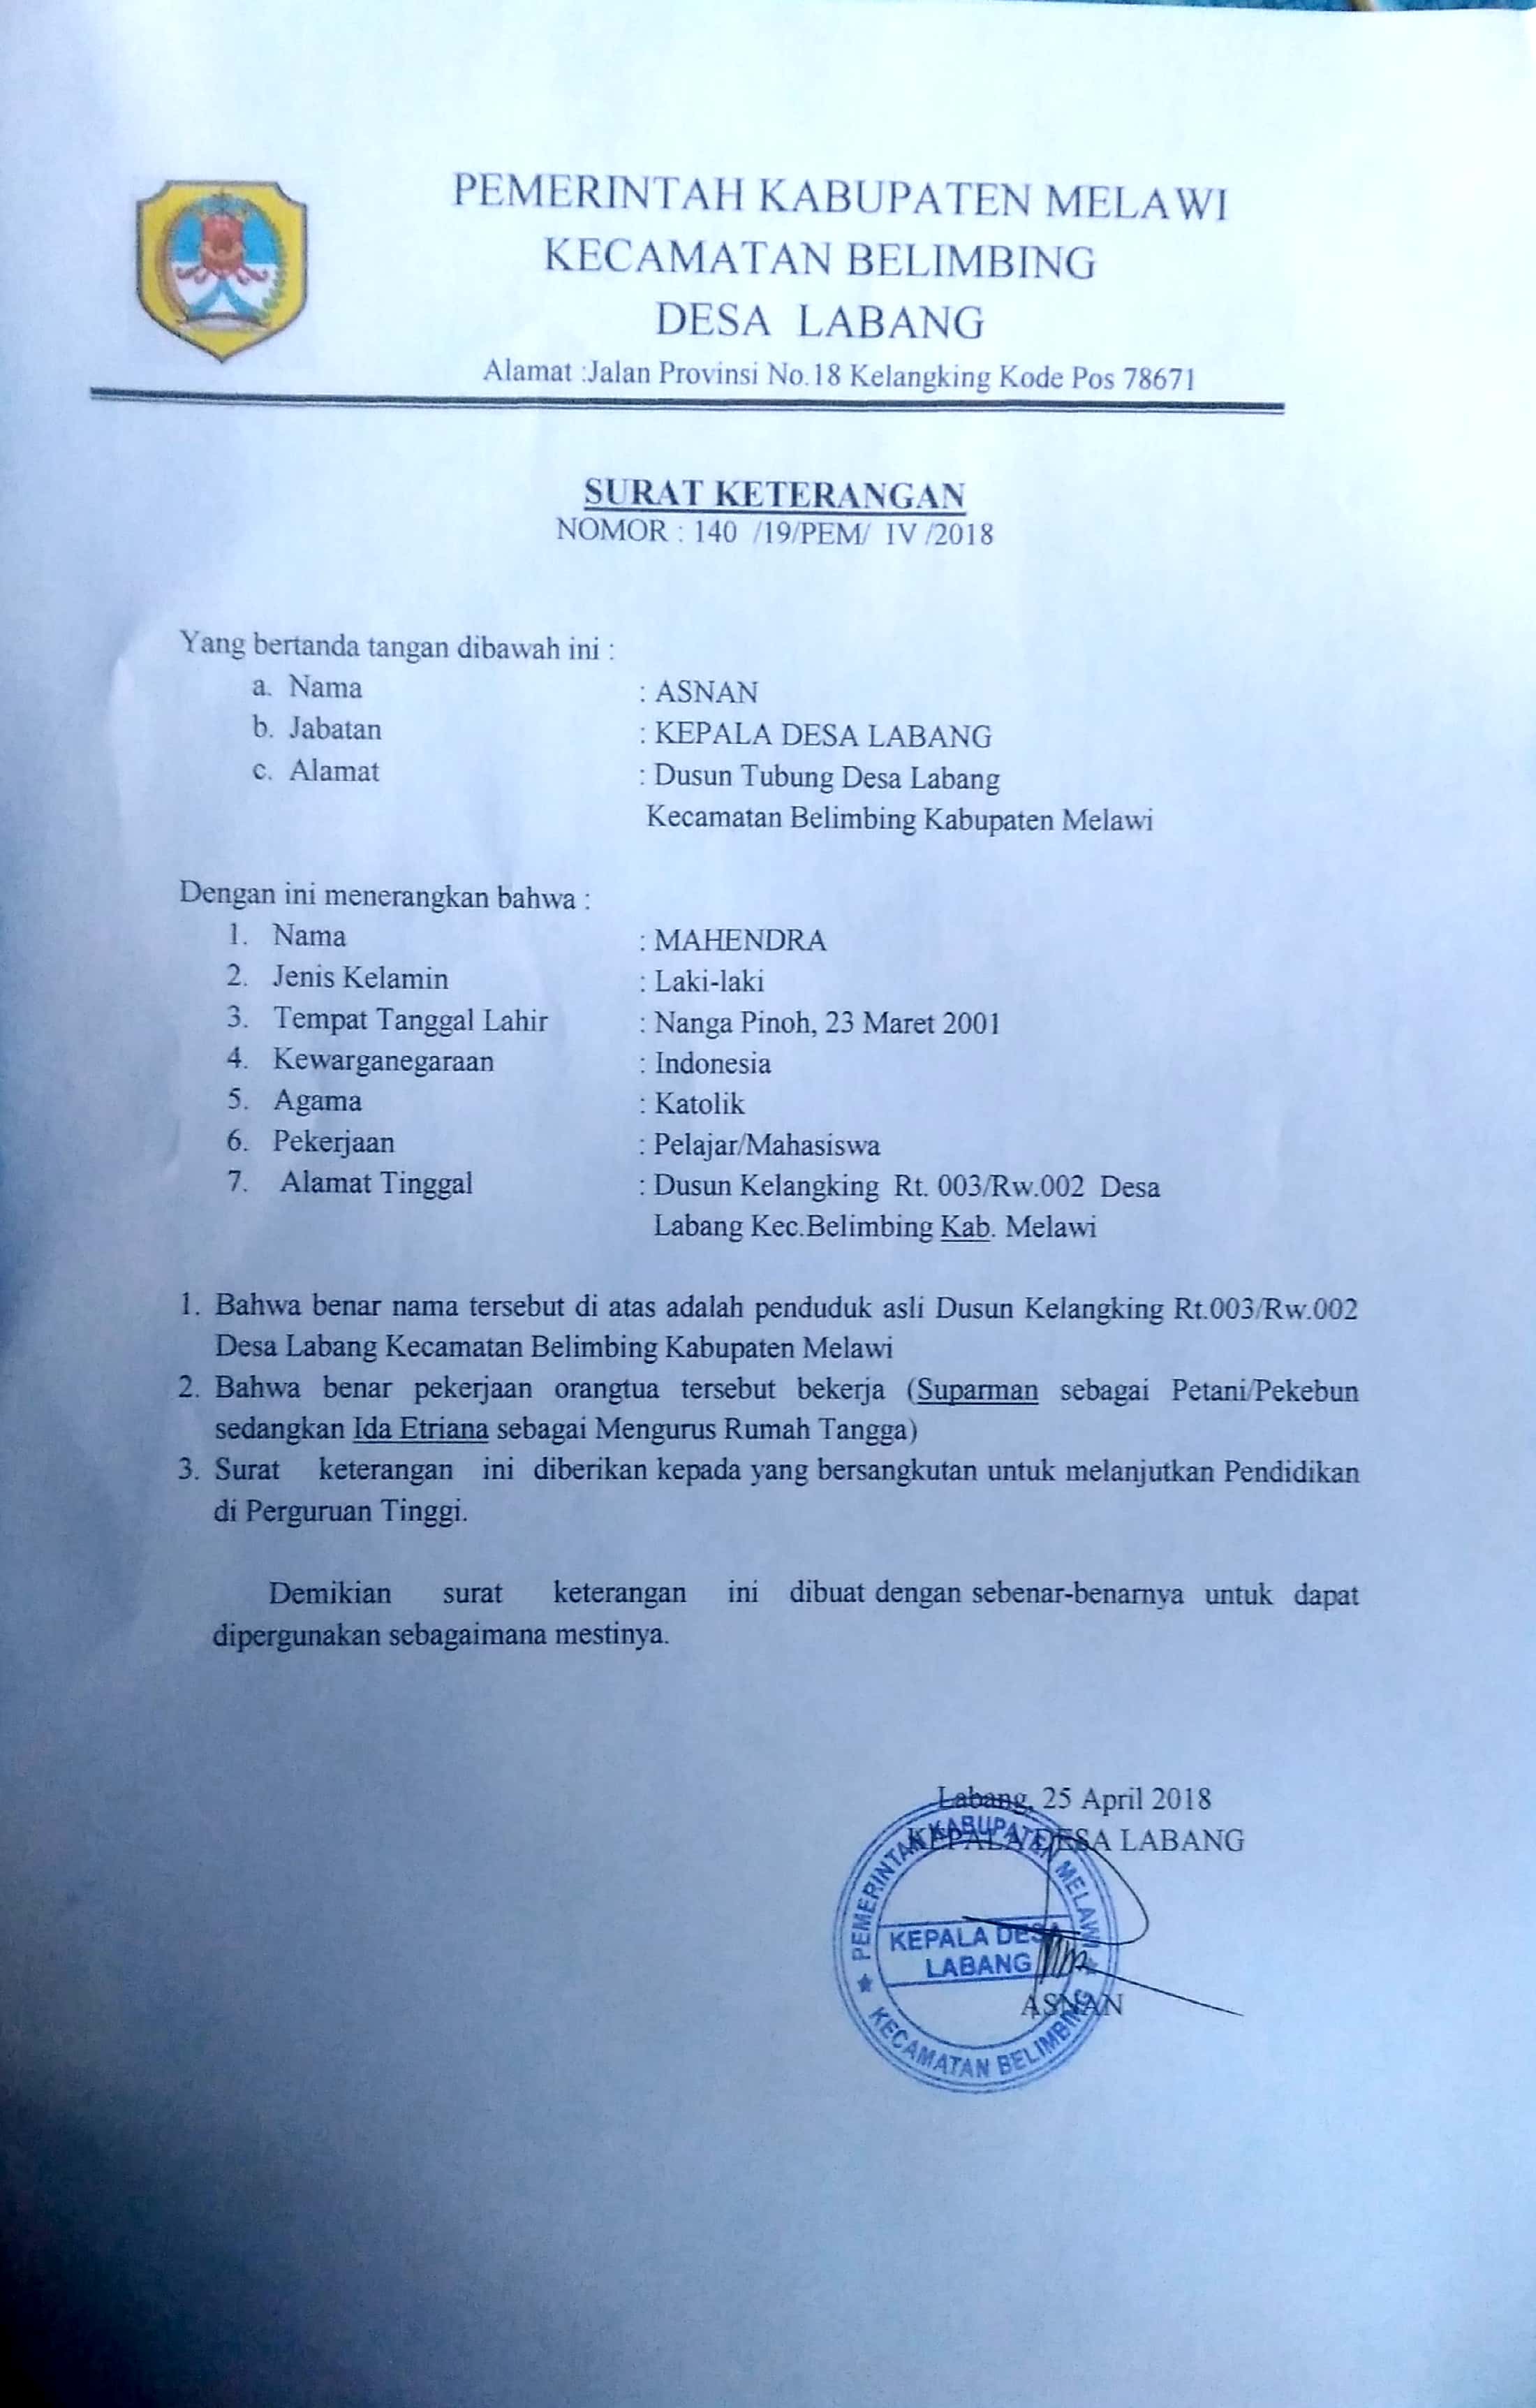 PEMERINTAH KABUPATEN MELAWI
KECAMATAN BELIMBING
DESA LABANG
Alamat :Jalan Provinsi No.18 Kelangking Kode Pos 78671
SURAT KETERANGAN
NOMOR : 140 /19/PEM/ IV /2018
Yang bertanda tangan dibawah ini :
a. Nama : ASNAN
b. Jabatan : KEPALA DESA LABANG
c. Alamat : Dusun Tubung Desa Labang
Kecamatan Belimbing Kabupaten Melawi
Dengan ini menerangkan bahwa :
1. Nama : MAHENDRA
2. Jenis Kelamin : Laki-laki
3. Tempat Tanggal Lahir : Nanga Pinoh, 23 Maret 2001
4. Kewarganegaraan : Indonesia
5. Agama : Katolik
6. Pekerjaan : Pelajar/Mahasiswa
7. Alamat Tinggal : Dusun Kelangking Rt. 003/Rw.002 Desa
Labang Kec.Belimbing Kab. Melawi
1. Bahwa benar nama tersebut di atas adalah penduduk asli Dusun Kelangking Rt.003/Rw.002
Desa Labang Kecamatan Belimbing Kabupaten Melawi
2. Bahwa benar pekerjaan orangtua tersebut bekerja (Suparman sebagai Petani/Pekebun
sedangkan Ida Etriana sebagai Mengurus Rumah Tangga)
3. Surat keterangan ini diberikan kepada yang bersangkutan untuk melanjutkan Pendidikan
di Perguruan Tinggi.
Demikian surat keterangan ini dibuat dengan sebenar-benarnya untuk dapat
dipergunakan sebagaimana mestinya.
Labang, 25 April 2018
KEPALA DESA LABANG
PEMERINTAH KABUPATEN MELAWI
KEPALA DESA
LABANG
KECAMATAN BELIMBING
ASNAN